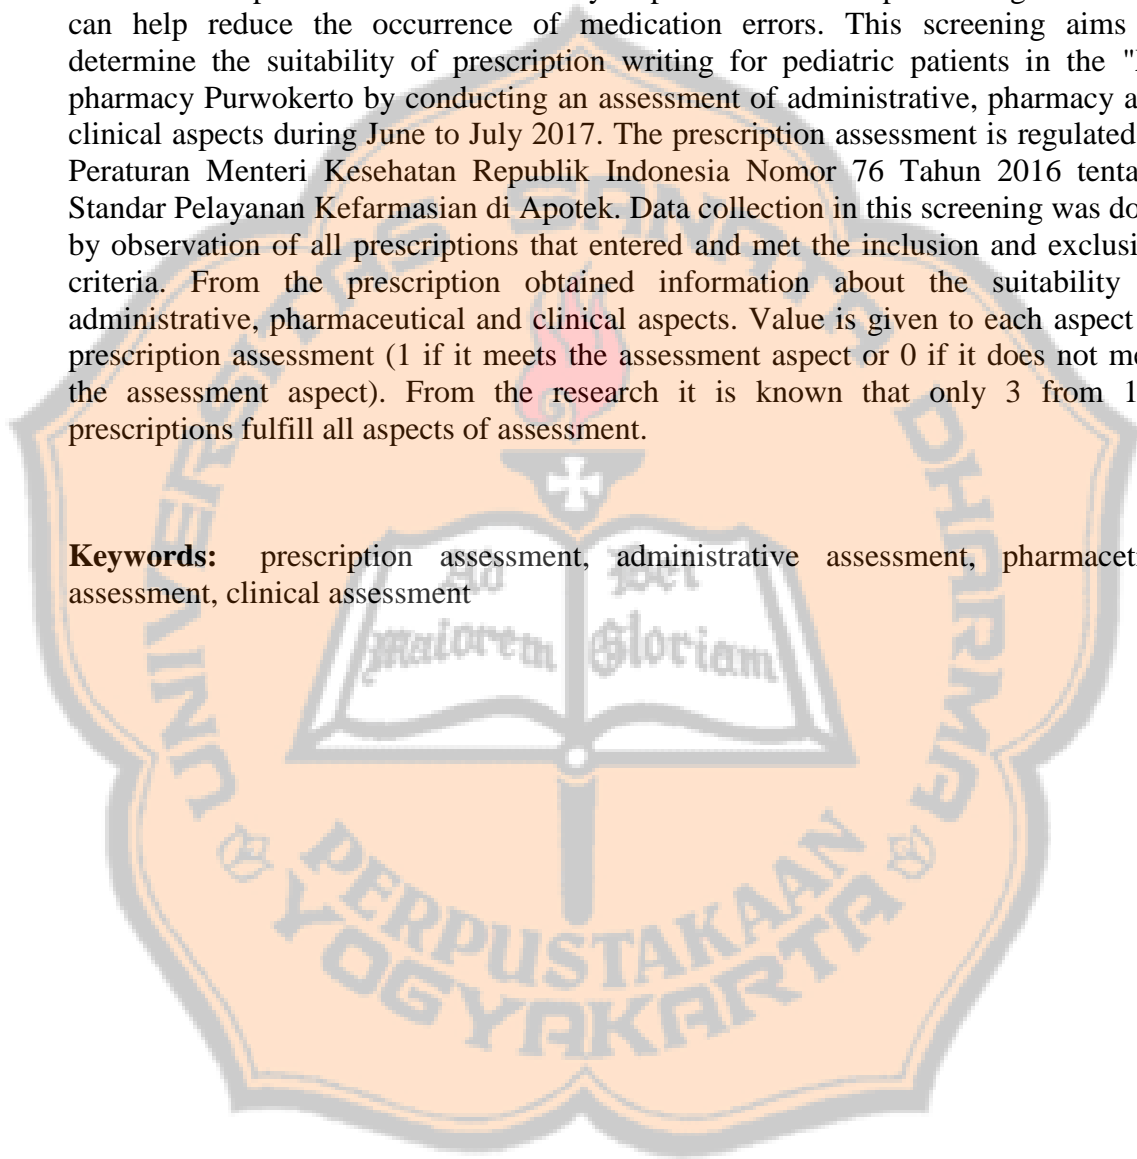 can help reduce the occurrence of medication errors. This screening aims
determine the suitability of prescription writing for pediatric patients in the
pharmacy Purwokerto by conducting an assessment of administrative, pharmacy
clinical aspects during June to July 2017. The prescription assessment is regulated
Peraturan Menteri Kesehatan Republik Indonesia Nomor 76 Tahun 2016
Standar Pelayanan Kefarmasian di Apotek. Data collection in this screening was
by observation of all prescriptions that entered and met the inclusion and
criteria. From the prescription obtained information about the suitability
administrative, pharmaceutical and clinical aspects. Value is given to each aspect
prescription assessment (1 if it meets the assessment aspect or 0 if it does not
the assessment aspect). From the research it is known that only 3 from
prescriptions fulfill all aspects of assessment.
Keywords: prescription assessment, administrative assessment,
assessment, clinical assessment
UNIVERSITAS SANATA DHARMA
Ad Dei
Maiorem Gloriam
PERPUSTAKAAN
YOGYAKARTA